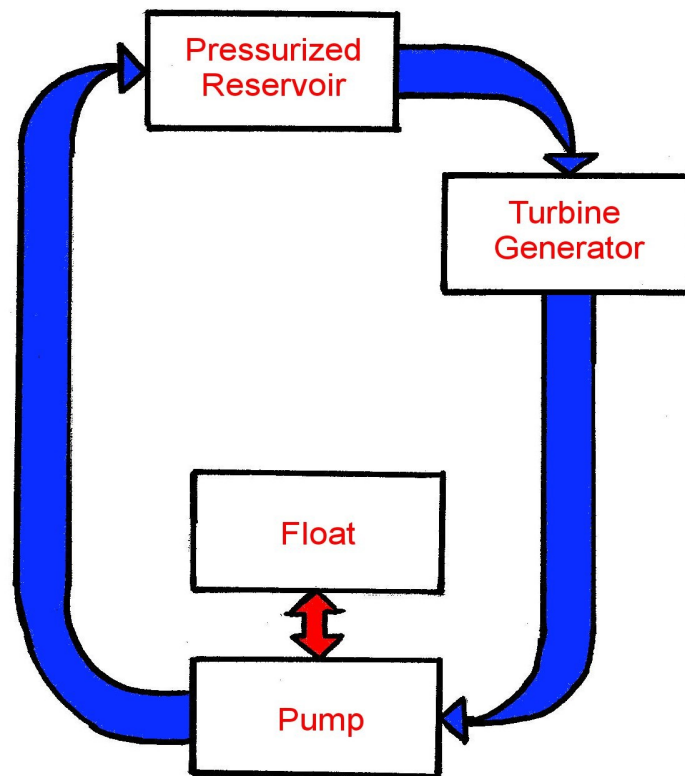 Pressurized
Reservoir
Turbine
Generator
Float
Pump